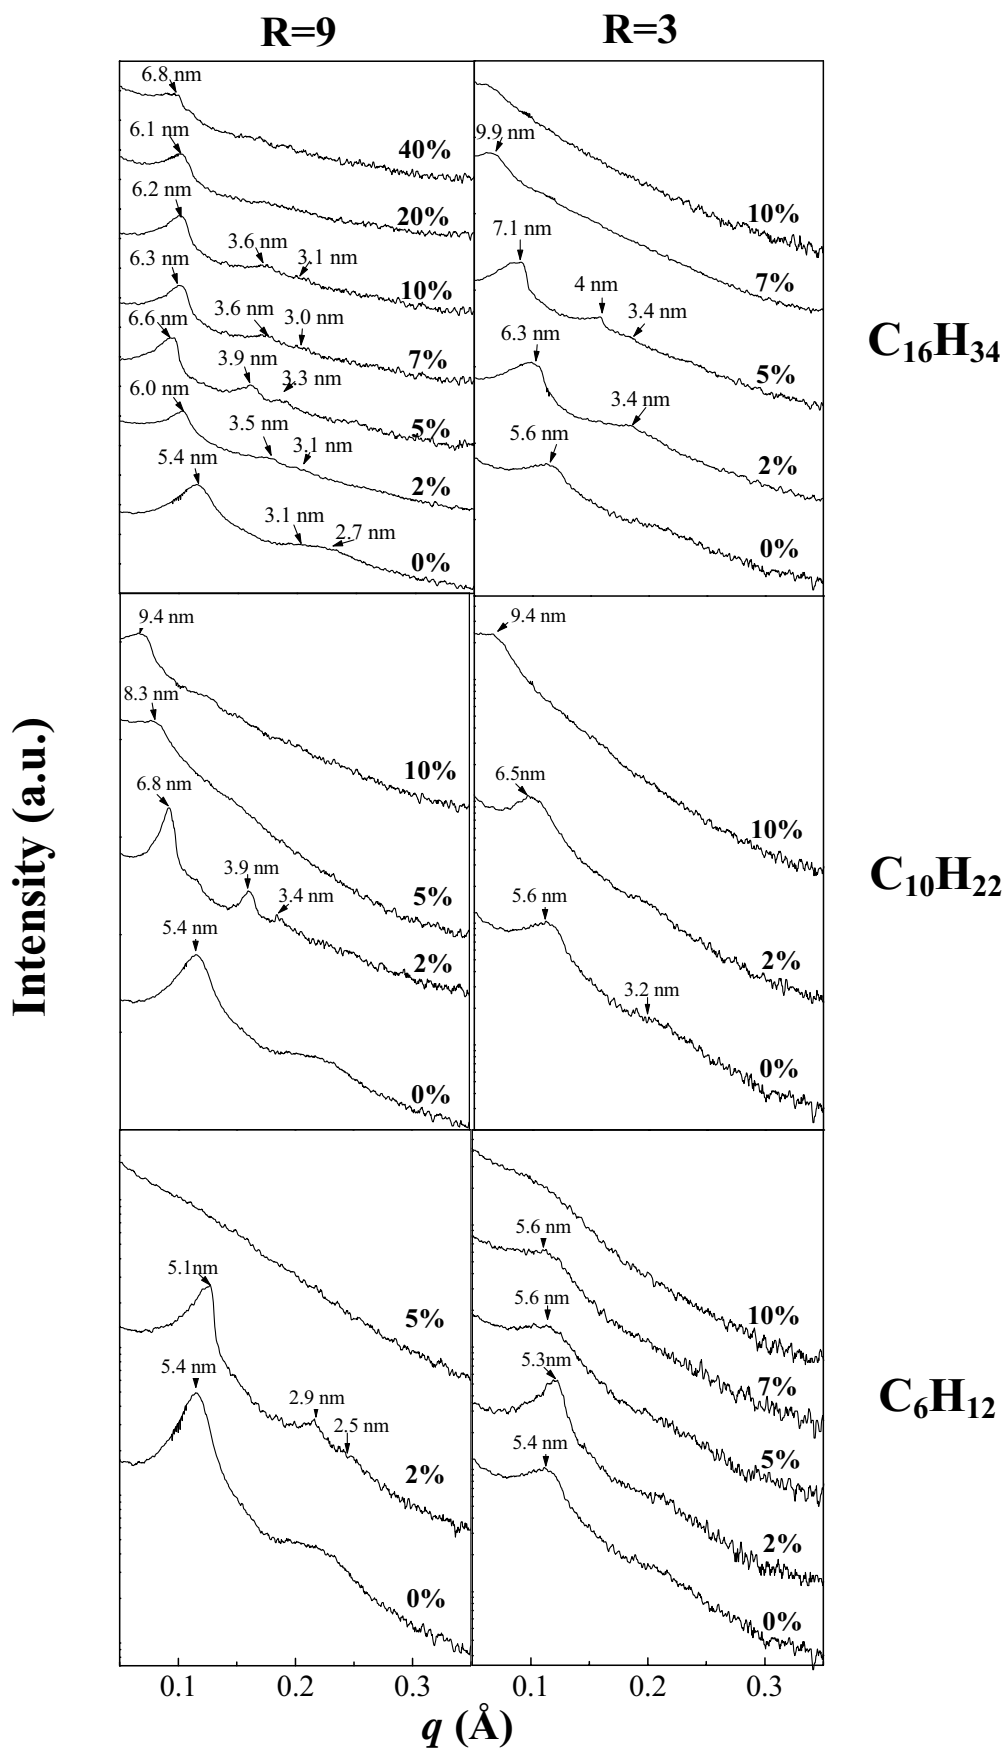 R=9 R=3
6.8 nm
6.1 nm
40%
6.2 nm
20%
3.6 nm
3.1 nm
6.3 nm
10%
3.6 nm
3.0 nm
6.6 nm
7%
3.9 nm
3.3 nm
6.0 nm
5%
3.5 nm
3.1 nm
5.4 nm
2%
3.1 nm
2.7 nm
0%
9.9 nm
10%
7.1 nm
7%
4 nm
3.4 nm
6.3 nm
5%
3.4 nm
5.6 nm
2%
0%
C16H34
9.4 nm
8.3 nm
10%
6.8 nm
3.9 nm
5%
3.4 nm
5.4 nm
2%
0%
9.4 nm
6.5nm
10%
5.6 nm
2%
3.2 nm
0%
C10H22
Intensity (a.u.)
5.1nm
5%
5.4 nm
2.9 nm
2.5 nm
2%
0%
5.6 nm
5.6 nm
10%
5.3nm
7%
5.4 nm
5%
2%
0%
C6H12
0.1 0.2 0.3 0.1 0.2 0.3
q (Å)